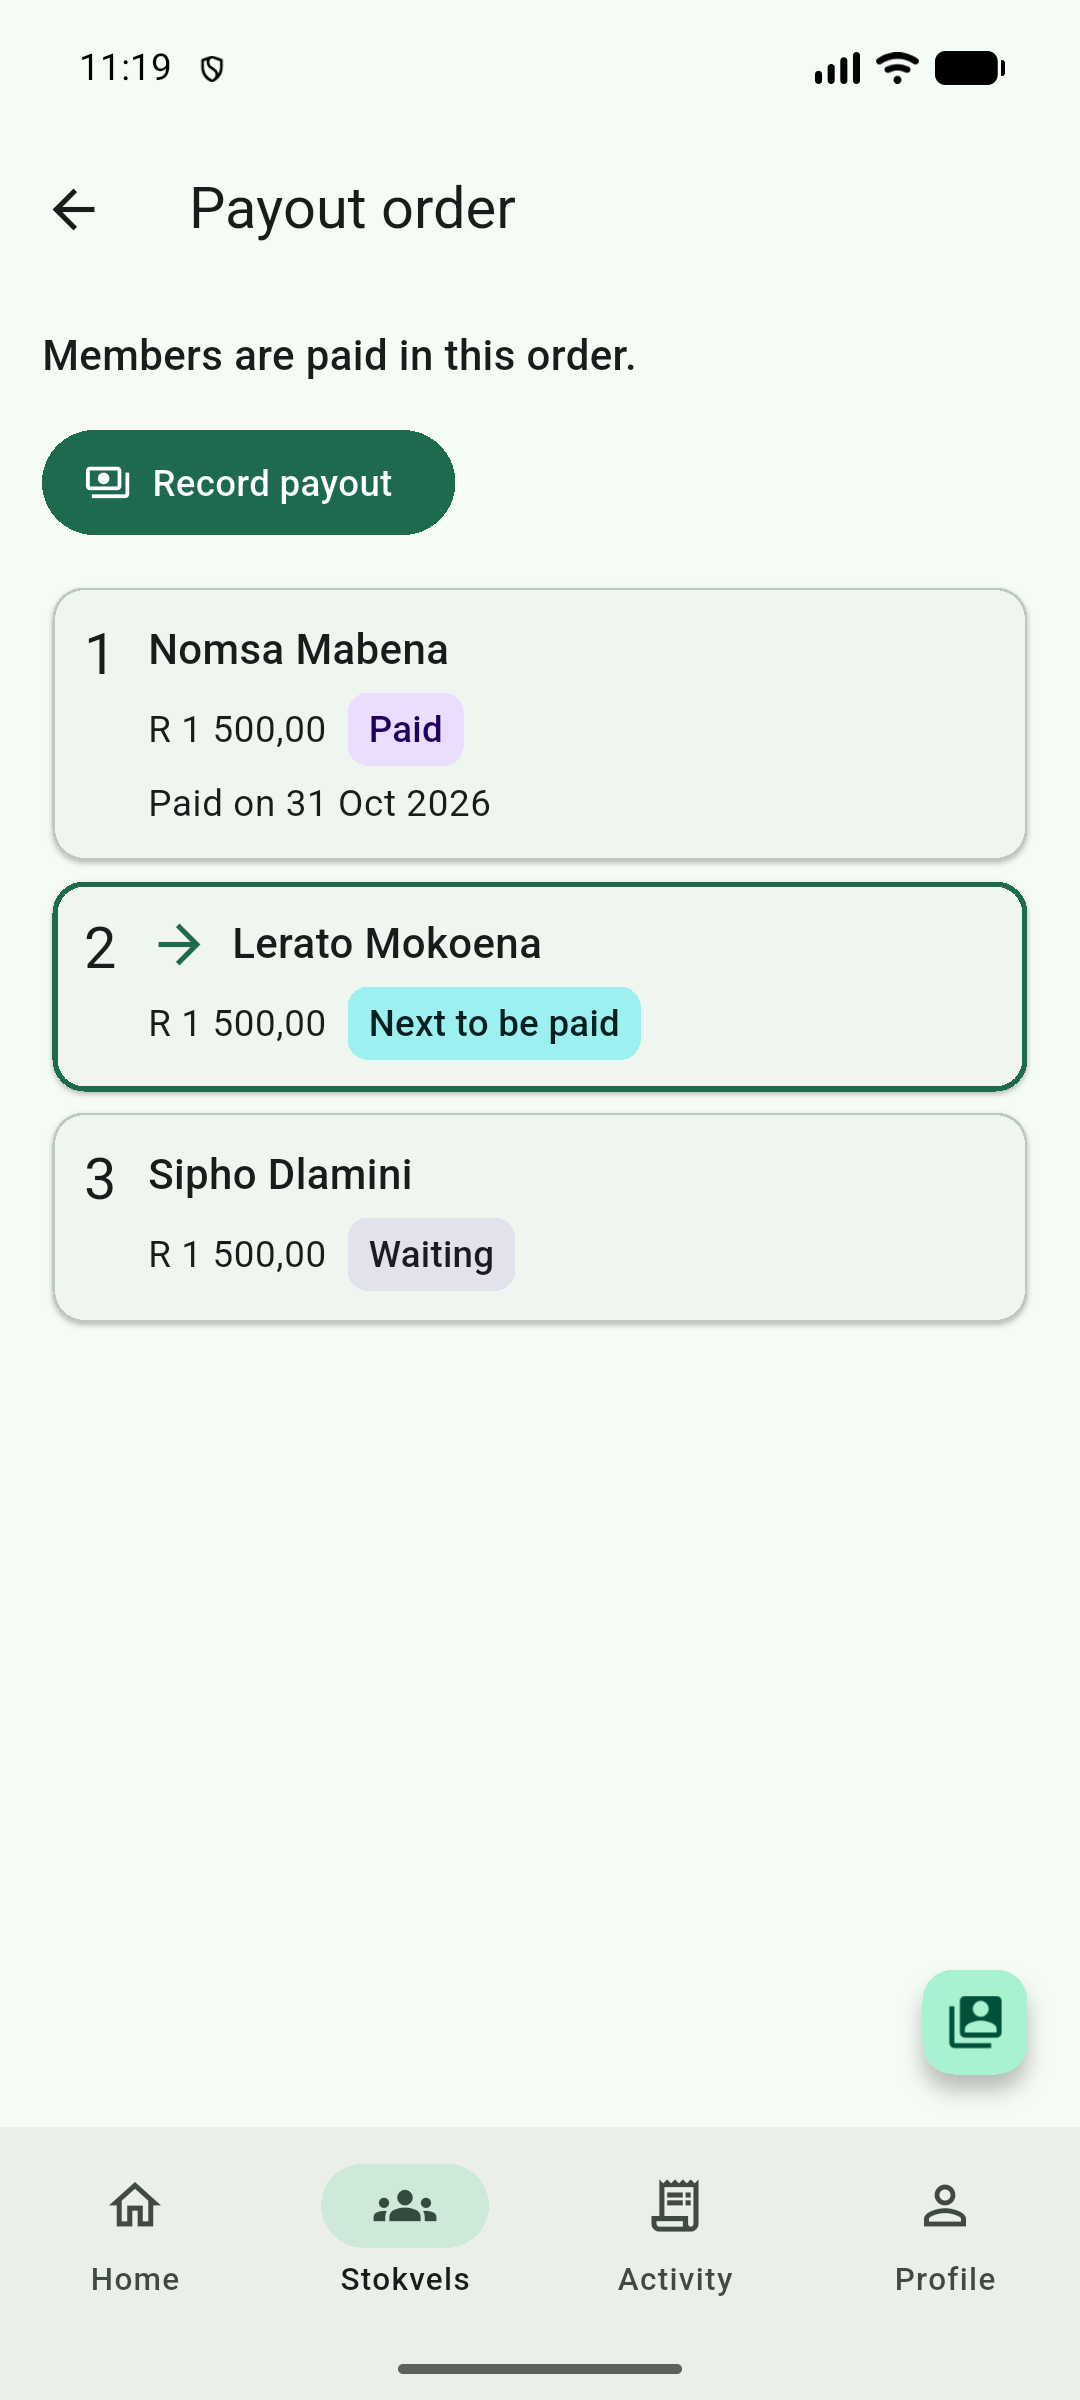 11:19
Payout order
Members are paid in this order.
Record payout
1 Nomsa Mabena
R 1 500,00 Paid
Paid on 31 Oct 2026
2 Lerato Mokoena
R 1 500,00 Next to be paid
3 Sipho Dlamini
R 1 500,00 Waiting
Home Stokvels Activity Profile